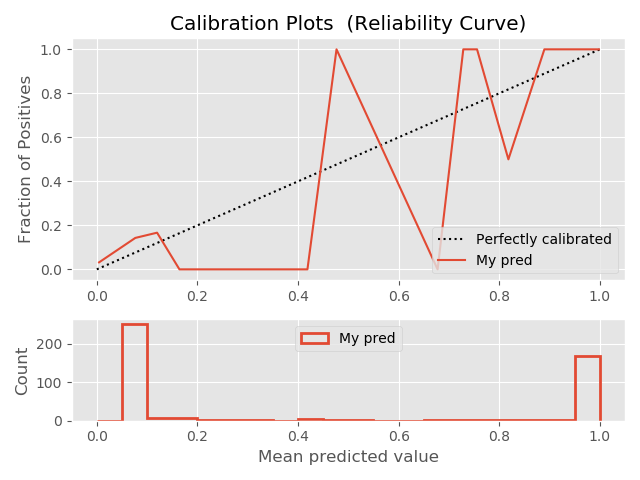 Calibration Plots  (Reliability Curve)
1.0
0.8
0.6
0.4
0.2
0.0
Fraction of Positives
Perfectly calibrated
My pred
0.0 0.2 0.4 0.6 0.8 1.0
200
100
0
Count
My pred
0.0 0.2 0.4 0.6 0.8 1.0
Mean predicted value